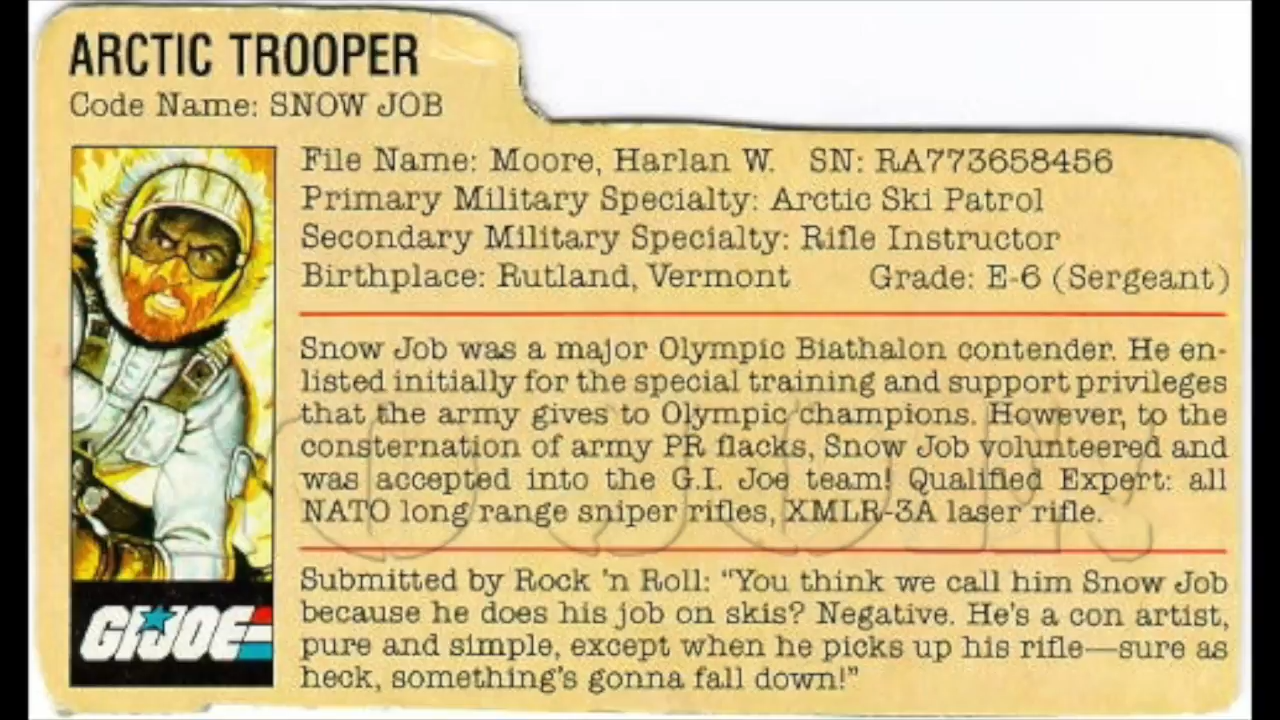 ARCTIC TROOPER
Code Name: SNOW JOB
File Name: Moore, Harlan W. SN: RA773658456
Primary Military Specialty: Arctic Ski Patrol
Secondary Military Specialty: Rifle Instructor
Birthplace: Rutland, Vermont Grade: E-6 (Sergeant)
Snow Job was a major Olympic Biathalon contender. He en-
listed initially for the special training and support privileges
that the army gives to Olympic champions. However, to the
consternation of army PR flacks, Snow Job volunteered and
was accepted into the G.I. Joe team! Qualified Expert: all
NATO long range sniper rifles, XMLR-3A laser rifle.
Submitted by Rock 'n Roll: “You think we call him Snow Job
because he does his job on skis? Negative. He's a con artist,
pure and simple, except when he picks up his rifle—sure as
heck, something's gonna fall down!”
GI JOE